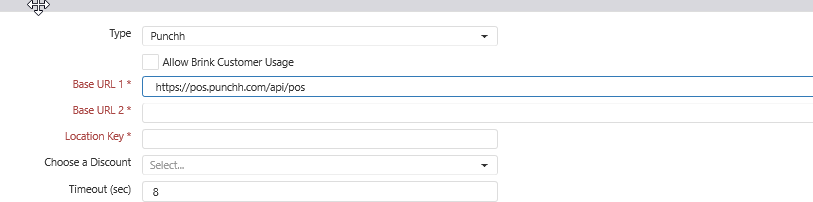 Type Punchh
Allow Brink Customer Usage
Base URL 1 * https://pos.punchh.com/api/pos
Base URL 2 *
Location Key *
Choose a Discount Select...
Timeout (sec) 8